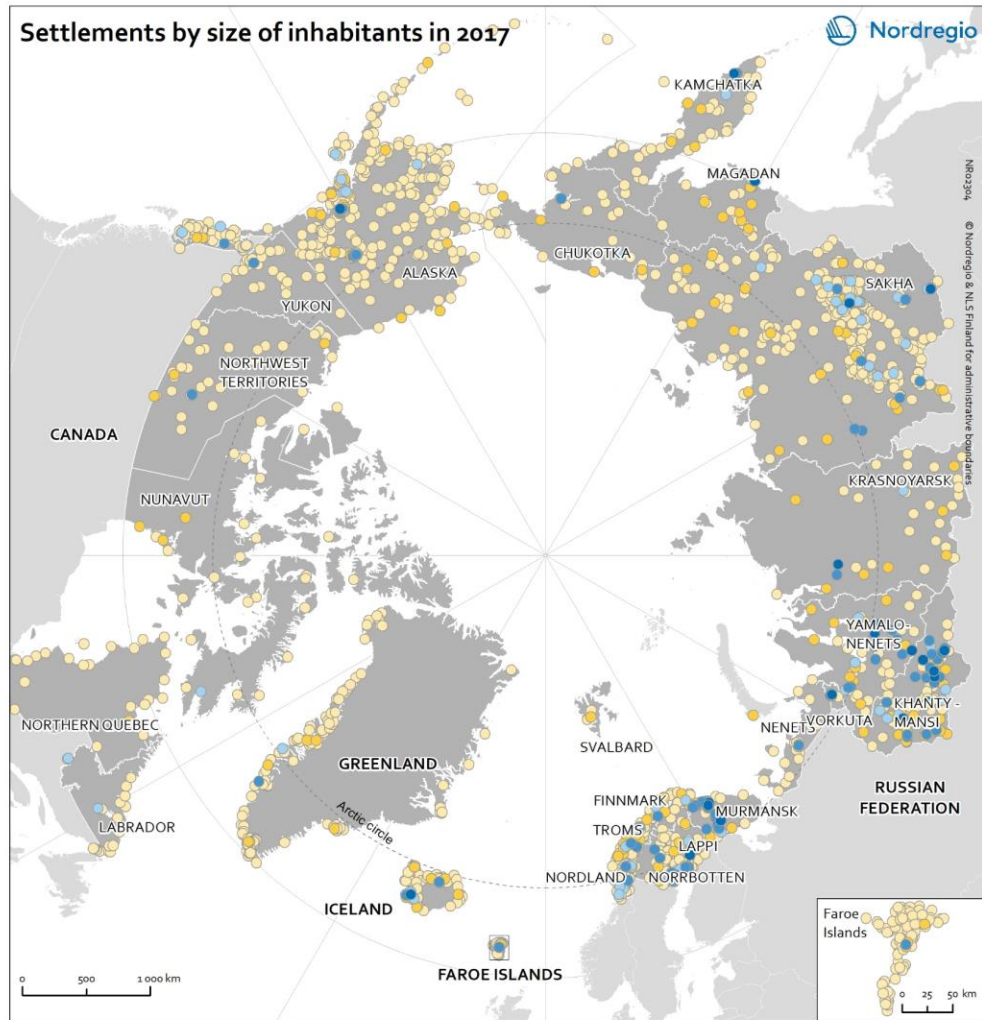 Settlements by size of inhabitants in 2017
Nordregio
KAMCHATKA
MAGADAN
NR02304 © Nordregio & NLS Finland for administrative boundaries
CHUKOTKA
ALASKA
SAKHA
YUKON
NORTHWEST
TERRITORIES
CANADA
KRASNOYARSK
NUNAVUT
YAMALO-
NENETS
KHANTY -
MANSI
VORKUTA
NENETS
NORTHERN QUEBEC
SVALBARD
GREENLAND
RUSSIAN
FEDERATION
FINNMARK
MURMANSK
LABRADOR
Arctic circle
TROMS
LAPPI
NORDLAND
NORRBOTTEN
ICELAND
Faroe
Islands
FAROE ISLANDS
0 500 1 000 km
0 25 50 km